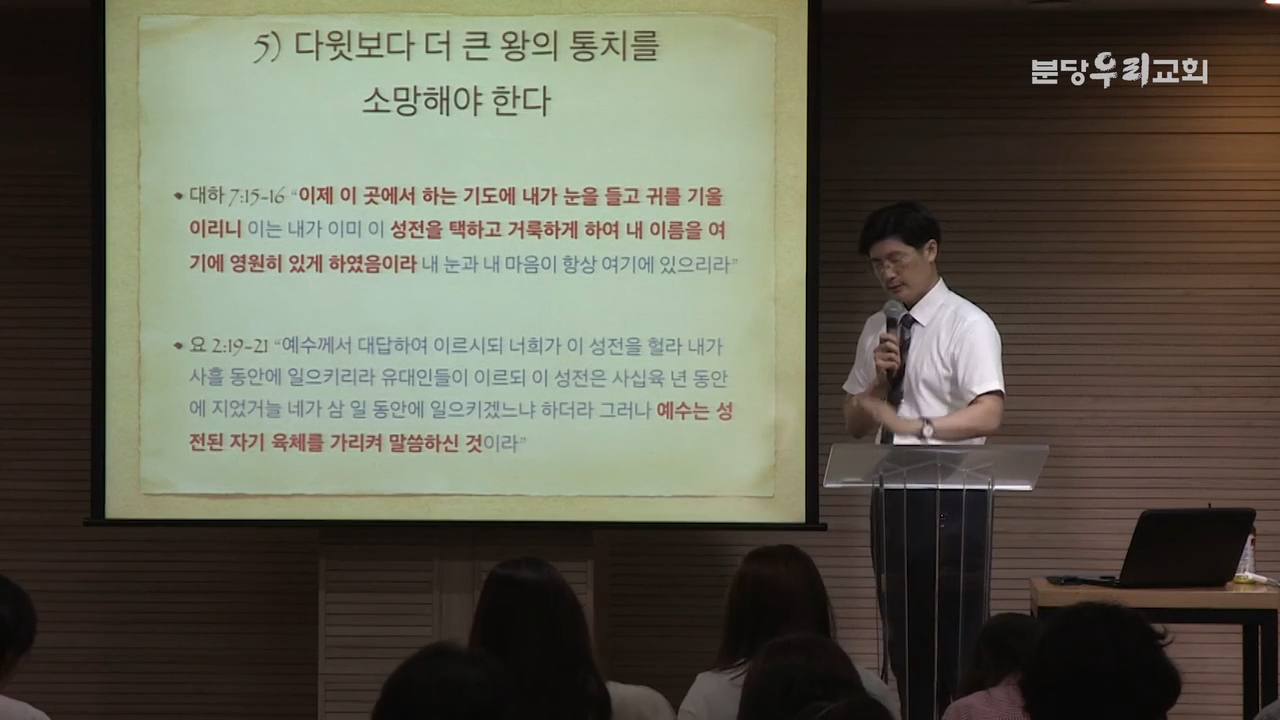 5) 다윗보다 더 큰 왕의 통치를
소망해야 한다
분당우리교회
• 대하 7:15-16 “이제 이 곳에서 하는 기도에 내가 눈을 들고 귀를 기울
이리니 이는 내가 이미 이 성전을 택하고 거룩하게 하여 내 이름을 여
기에 영원히 있게 하였음이라 내 눈과 내 마음이 항상 여기에 있으리라”
• 요 2:19-21 “예수께서 대답하여 이르시되 너희가 이 성전을 헐라 내가
사흘 동안에 일으키리라 유대인들이 이르되 이 성전은 사십육 년 동안
에 지었거늘 네가 삼 일 동안에 일으키겠느냐 하더라 그러나 예수는 성
전된 자기 육체를 가리켜 말씀하신 것이라”